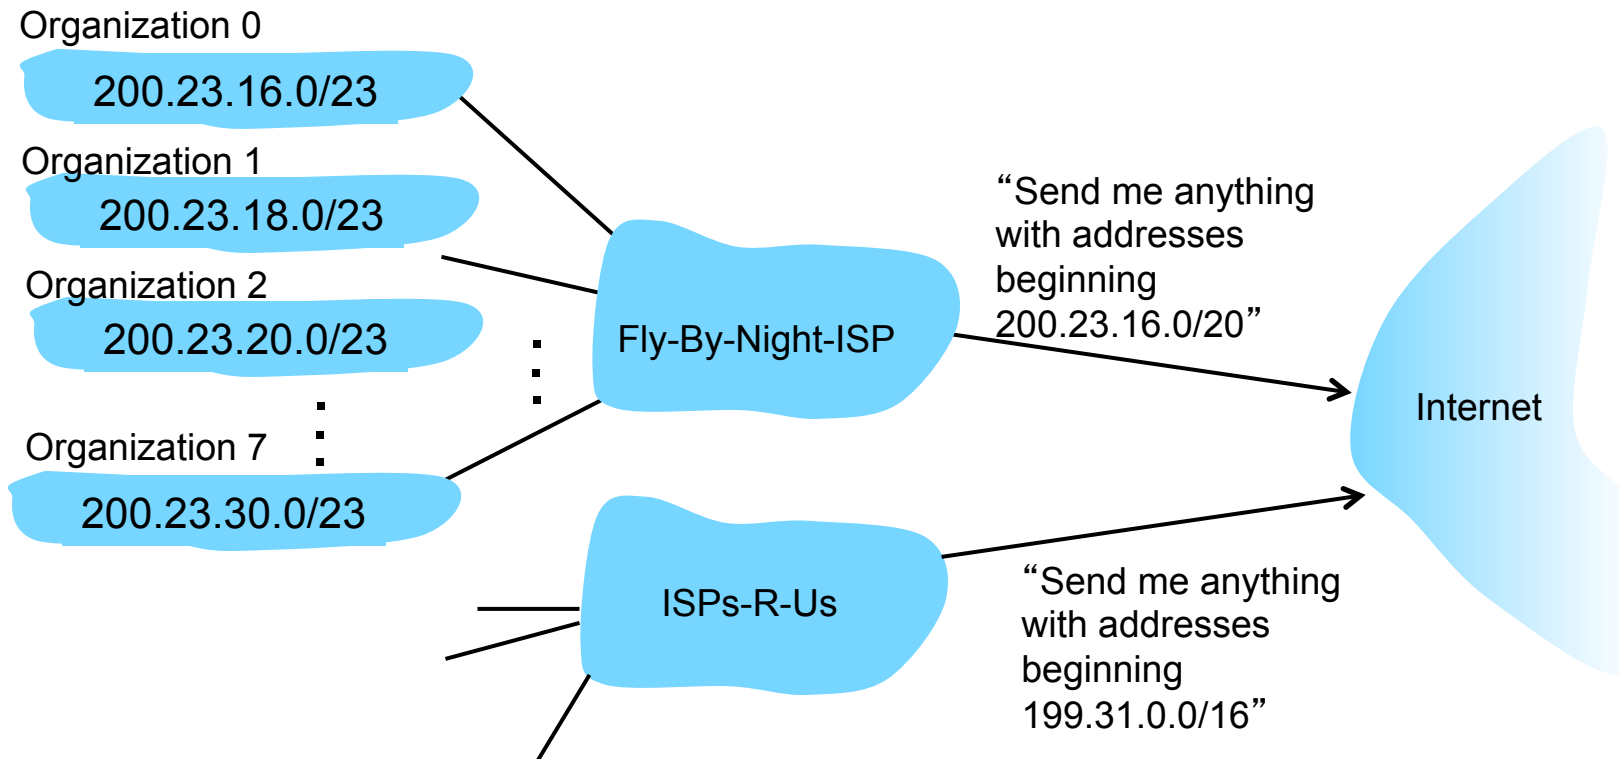 Organization 0
200.23.16.0/23
Organization 1
200.23.18.0/23
Organization 2
200.23.20.0/23
Organization 7
200.23.30.0/23
Fly-By-Night-ISP
“Send me anything
with addresses
beginning
200.23.16.0/20”
Internet
ISPs-R-Us
“Send me anything
with addresses
beginning
199.31.0.0/16”